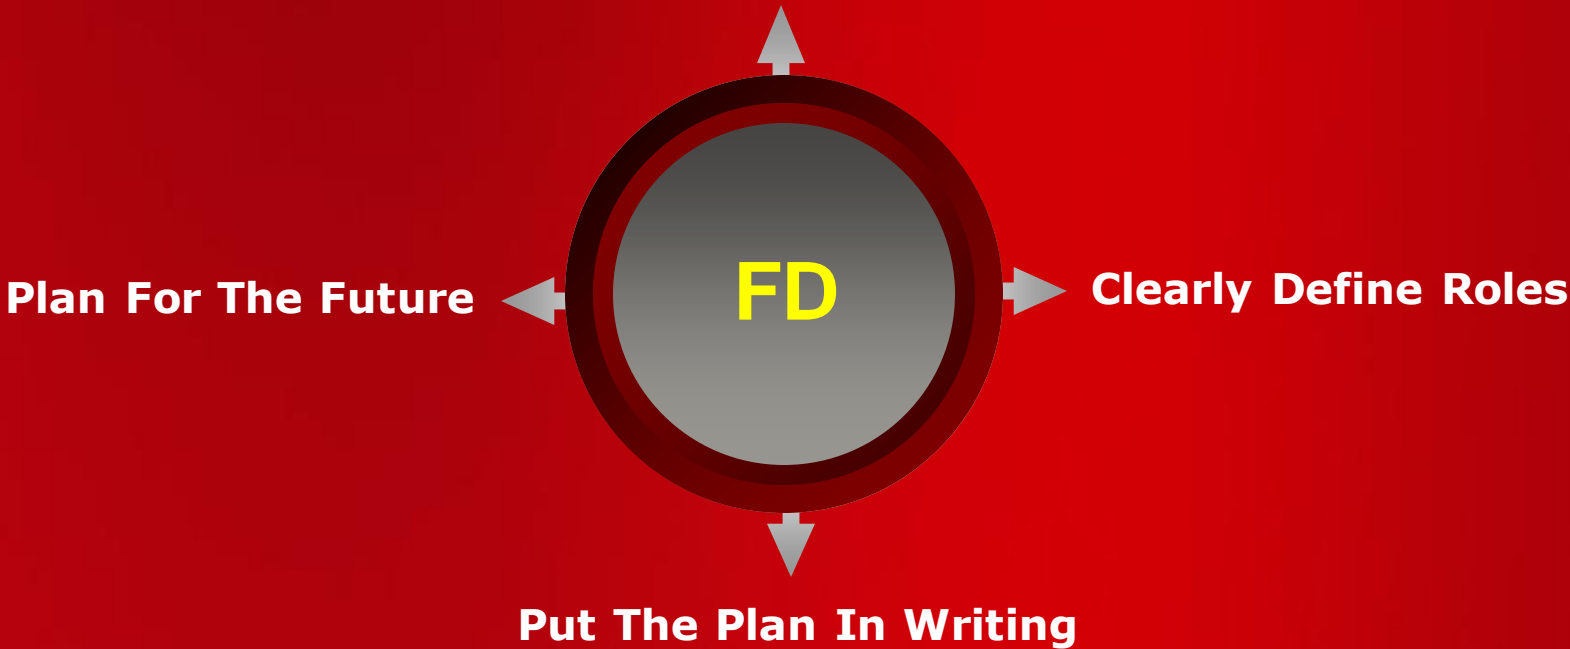 FD
Plan For The Future
Clearly Define Roles
Put The Plan In Writing